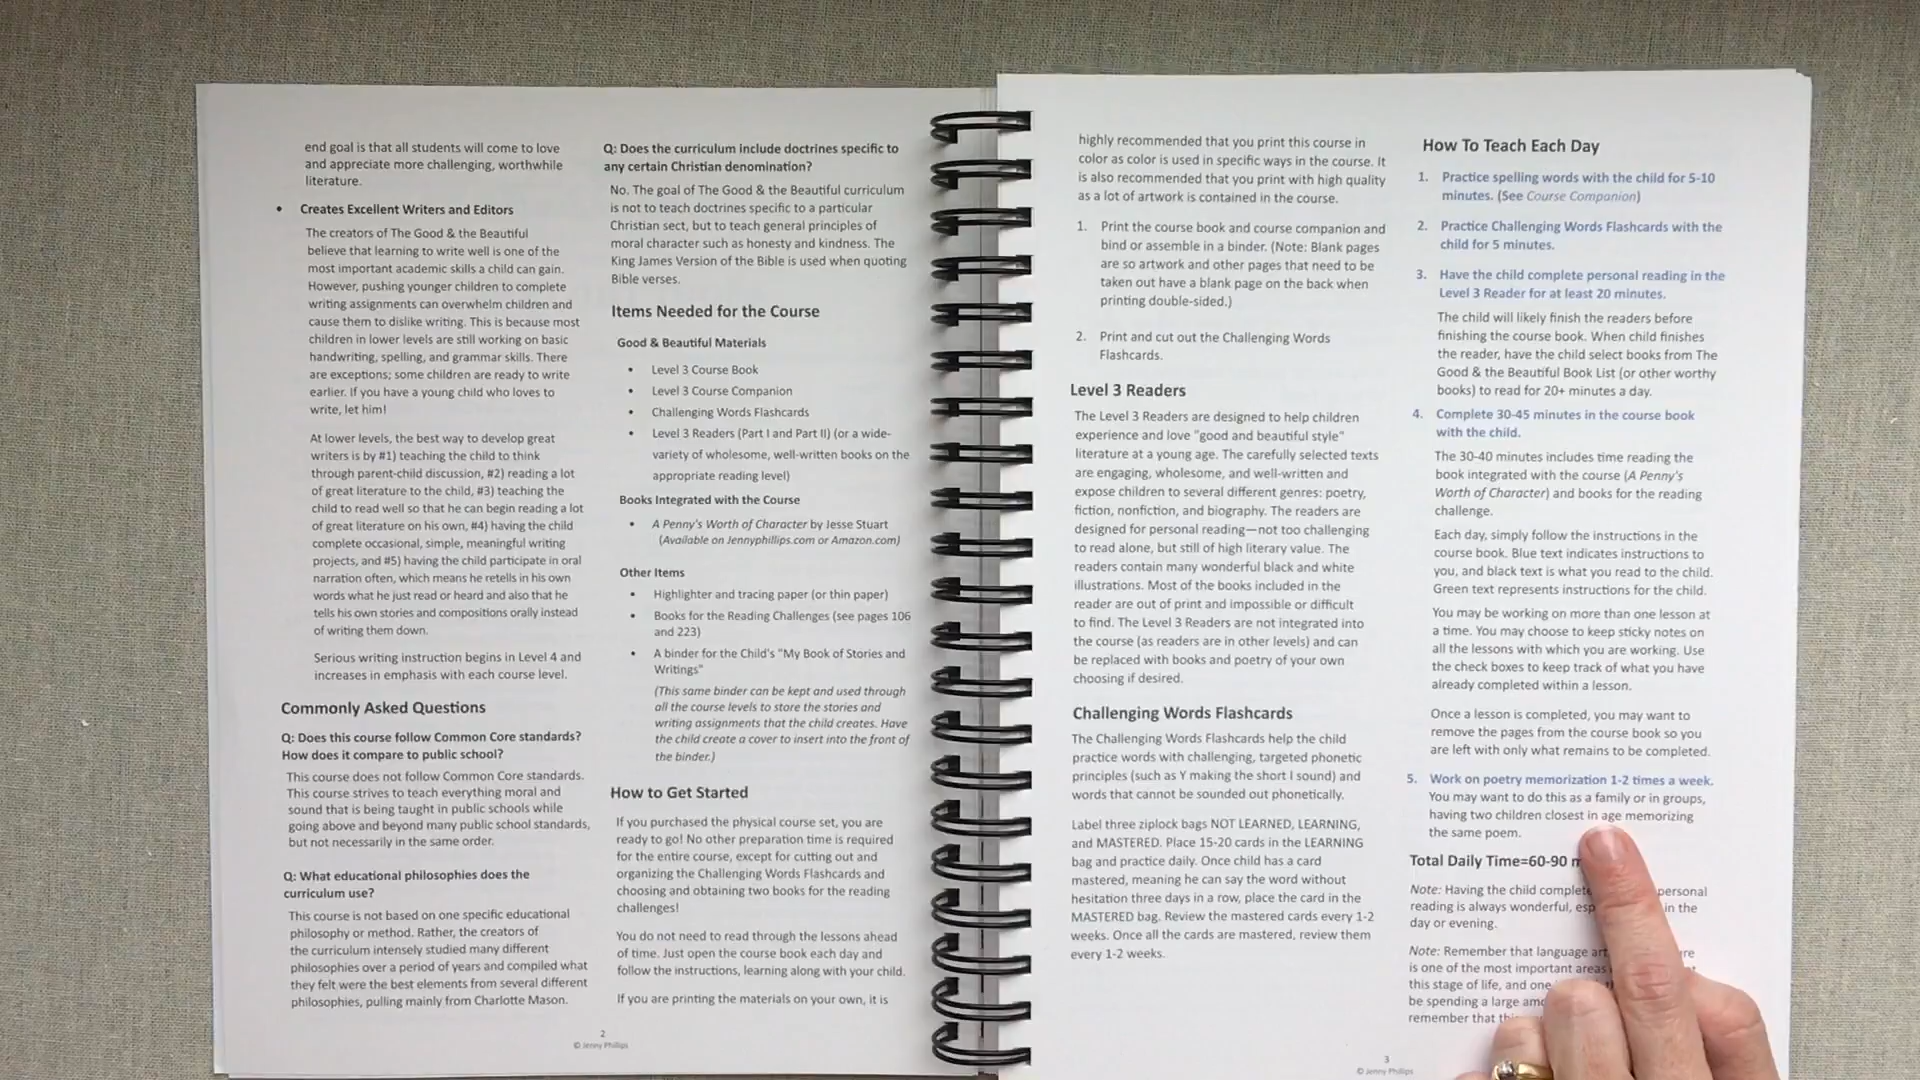 end goal is that all students will come to love
and appreciate more challenging, worthwhile
literature.
• Creates Excellent Writers and Editors
The creators of The Good & the Beautiful
believe that learning to write well is one of the
most important academic skills a child can gain.
However, pushing younger children to complete
writing assignments can overwhelm children and
cause them to dislike writing. This is because most
children in lower levels are still working on basic
handwriting, spelling, and grammar skills. There
are exceptions; some children are ready to write
earlier. If you have a young child who loves to
write, let him!
At lower levels, the best way to develop great
writers is by #1) teaching the child to think
through parent-child discussion, #2) reading a lot
of great literature to the child, #3) teaching the
child to read well so that he can begin reading a lot
of great literature on his own, #4) having the child
complete occasional, simple, meaningful writing
projects, and #5) having the child participate in oral
narration often, which means he retells in his own
words what he just read or heard and also that he
tells his own stories and compositions orally instead
of writing them down.
Serious writing instruction begins in Level 4 and
increases in emphasis with each course level.
Commonly Asked Questions
Q: Does this course follow Common Core standards?
How does it compare to public school?
This course does not follow Common Core standards.
This course strives to teach everything moral and
sound that is being taught in public schools while
going above and beyond many public school standards,
but not necessarily in the same order.
Q: What educational philosophies does the
curriculum use?
This course is not based on one specific educational
philosophy or method. Rather, the creators of
the curriculum intensely studied many different
philosophies over a period of years and compiled what
they felt were the best elements from several different
philosophies, pulling mainly from Charlotte Mason.
Q: Does the curriculum include doctrines specific to
any certain Christian denomination?
No. The goal of The Good & the Beautiful curriculum
is not to teach doctrines specific to a particular
Christian sect, but to teach general principles of
moral character such as honesty and kindness. The
King James Version of the Bible is used when quoting
Bible verses.
Items Needed for the Course
Good & Beautiful Materials
• Level 3 Course Book
• Level 3 Course Companion
• Challenging Words Flashcards
• Level 3 Readers (Part I and Part II) (or a wide-
variety of wholesome, well-written books on the
appropriate reading level)
Books Integrated with the Course
• A Penny's Worth of Character by Jesse Stuart
(Available on Jennyphillips.com or Amazon.com)
Other Items
• Highlighter and tracing paper (or thin paper)
• Books for the Reading Challenges (see pages 106
and 223)
• A binder for the Child's "My Book of Stories and
Writings"
(This same binder can be kept and used through
all the course levels to store the stories and
writing assignments that the child creates. Have
the child create a cover to insert into the front of
the binder.)
How to Get Started
If you purchased the physical course set, you are
ready to go! No other preparation time is required
for the entire course, except for cutting out and
organizing the Challenging Words Flashcards and
choosing and obtaining two books for the reading
challenges!
You do not need to read through the lessons ahead
of time. Just open the course book each day and
follow the instructions, learning along with your child.
If you are printing the materials on your own, it is
2
© Jenny Phillips
highly recommended that you print this course in
color as color is used in specific ways in the course. It
is also recommended that you print with high quality
as a lot of artwork is contained in the course.
1. Print the course book and course companion and
bind or assemble in a binder. (Note: Blank pages
are so artwork and other pages that need to be
taken out have a blank page on the back when
printing double-sided.)
2. Print and cut out the Challenging Words
Flashcards.
Level 3 Readers
The Level 3 Readers are designed to help children
experience and love "good and beautiful style"
literature at a young age. The carefully selected texts
are engaging, wholesome, and well-written and
expose children to several different genres: poetry,
fiction, nonfiction, and biography. The readers are
designed for personal reading—not too challenging
to read alone, but still of high literary value. The
readers contain many wonderful black and white
illustrations. Most of the books included in the
reader are out of print and impossible or difficult
to find. The Level 3 Readers are not integrated into
the course (as readers are in other levels) and can
be replaced with books and poetry of your own
choosing if desired.
Challenging Words Flashcards
The Challenging Words Flashcards help the child
practice words with challenging, targeted phonetic
principles (such as Y making the short I sound) and
words that cannot be sounded out phonetically.
Label three ziplock bags NOT LEARNED, LEARNING,
and MASTERED. Place 15-20 cards in the LEARNING
bag and practice daily. Once child has a card
mastered, meaning he can say the word without
hesitation three days in a row, place the card in the
MASTERED bag. Review the mastered cards every 1-2
weeks. Once all the cards are mastered, review them
every 1-2 weeks.
How To Teach Each Day
1. Practice spelling words with the child for 5-10
minutes. (See Course Companion)
2. Practice Challenging Words Flashcards with the
child for 5 minutes.
3. Have the child complete personal reading in the
Level 3 Reader for at least 20 minutes.
The child will likely finish the readers before
finishing the course book. When child finishes
the reader, have the child select books from The
Good & the Beautiful Book List (or other worthy
books) to read for 20+ minutes a day.
4. Complete 30-45 minutes in the course book
with the child.
The 30-40 minutes includes time reading the
book integrated with the course (A Penny's
Worth of Character) and books for the reading
challenge.
Each day, simply follow the instructions in the
course book. Blue text indicates instructions to
you, and black text is what you read to the child.
Green text represents instructions for the child.
You may be working on more than one lesson at
a time. You may choose to keep sticky notes on
all the lessons with which you are working. Use
the check boxes to keep track of what you have
already completed within a lesson.
Once a lesson is completed, you may want to
remove the pages from the course book so you
are left with only what remains to be completed.
5. Work on poetry memorization 1-2 times a week.
You may want to do this as a family or in groups,
having two children closest in age memorizing
the same poem.
Total Daily Time=60-90
Note: Having the child complete personal
reading is always wonderful, in the
day or evening.
Note: Remember that language
is one of the most important areas
this stage of life, and one
be spending a large
remember that
3
© Jenny Phillips